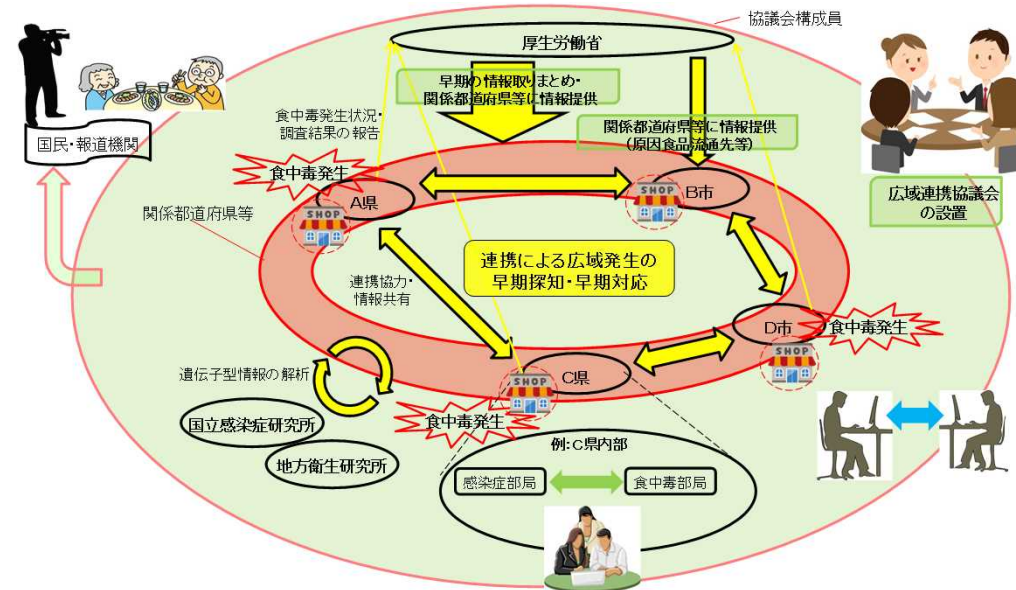 協議会構成員
厚生労働省
早期の情報取りまとめ・
関係都道府県等に情報提供
食中毒発生状況・
調査結果の報告
関係都道府県等に情報提供
(原因食品流通先等)
国民・報道機関
食中毒発生
A県
SHOP
B市
SHOP
広域連携協議会
の設置
関係都道府県等
連携による広域発生の
早期探知・早期対応
連携協力・
情報共有
D市
食中毒発生
SHOP
C県
SHOP
遺伝子型情報の解析
食中毒発生
国立感染症研究所
地方衛生研究所
例:C県内部
感染症部局
食中毒部局